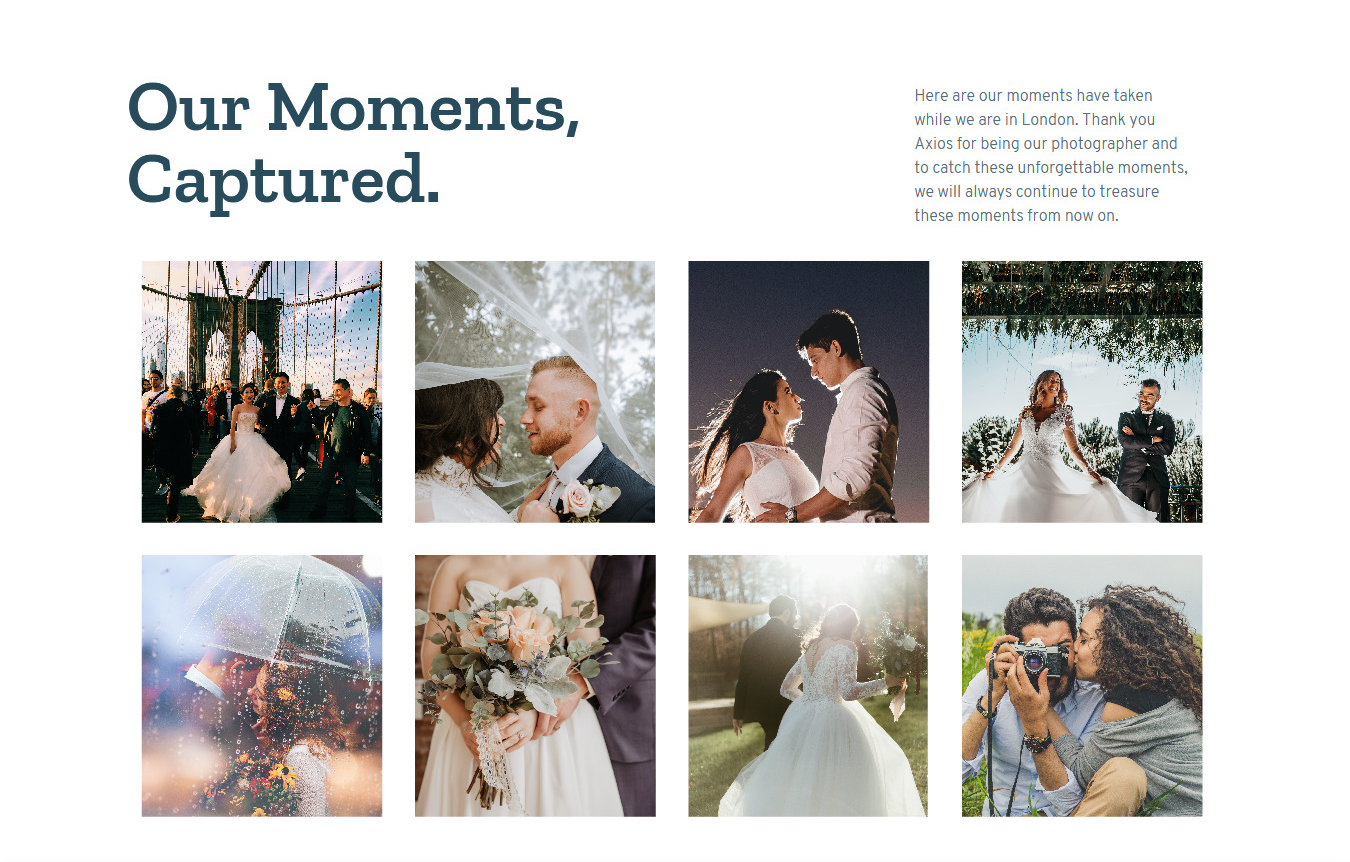 Our Moments,
Captured.
Here are our moments have taken
while we are in London. Thank you
Axios for being our photographer and
to catch these unforgettable moments,
we will always continue to treasure
these moments from now on.